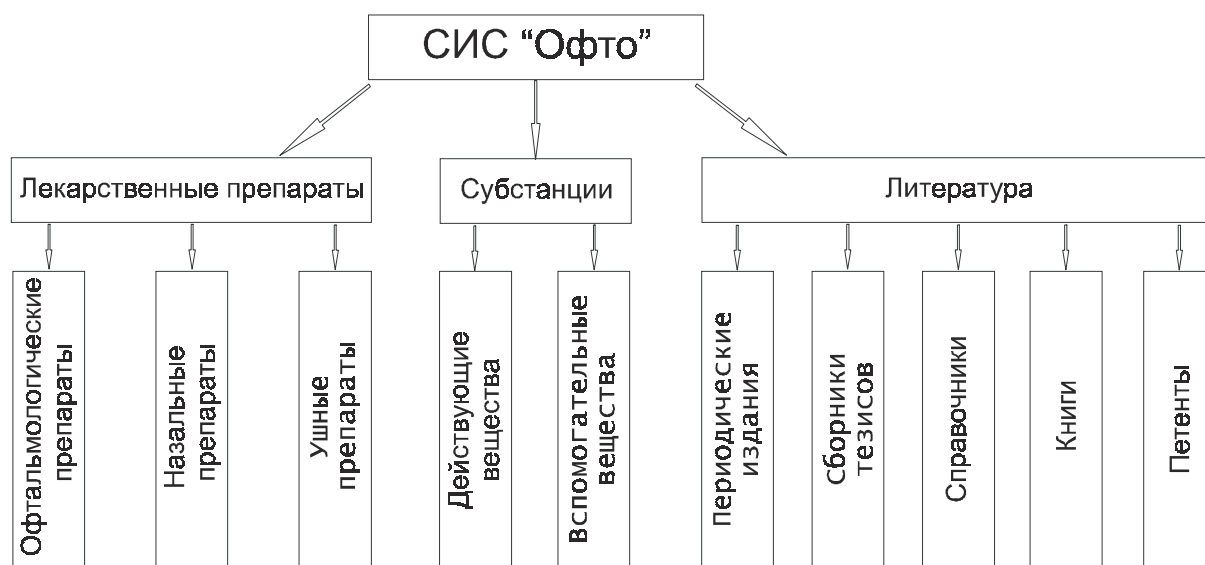 СИС “Офто”
Лекарственные препараты
Субстанции
Литература
Офтальмологические
препараты
Назальные
препараты
Ушные
препараты
Действующие
вещества
Вспомогательные
вещества
Периодические
издания
Сборники
тезисов
Справочники
Книги
Петенты